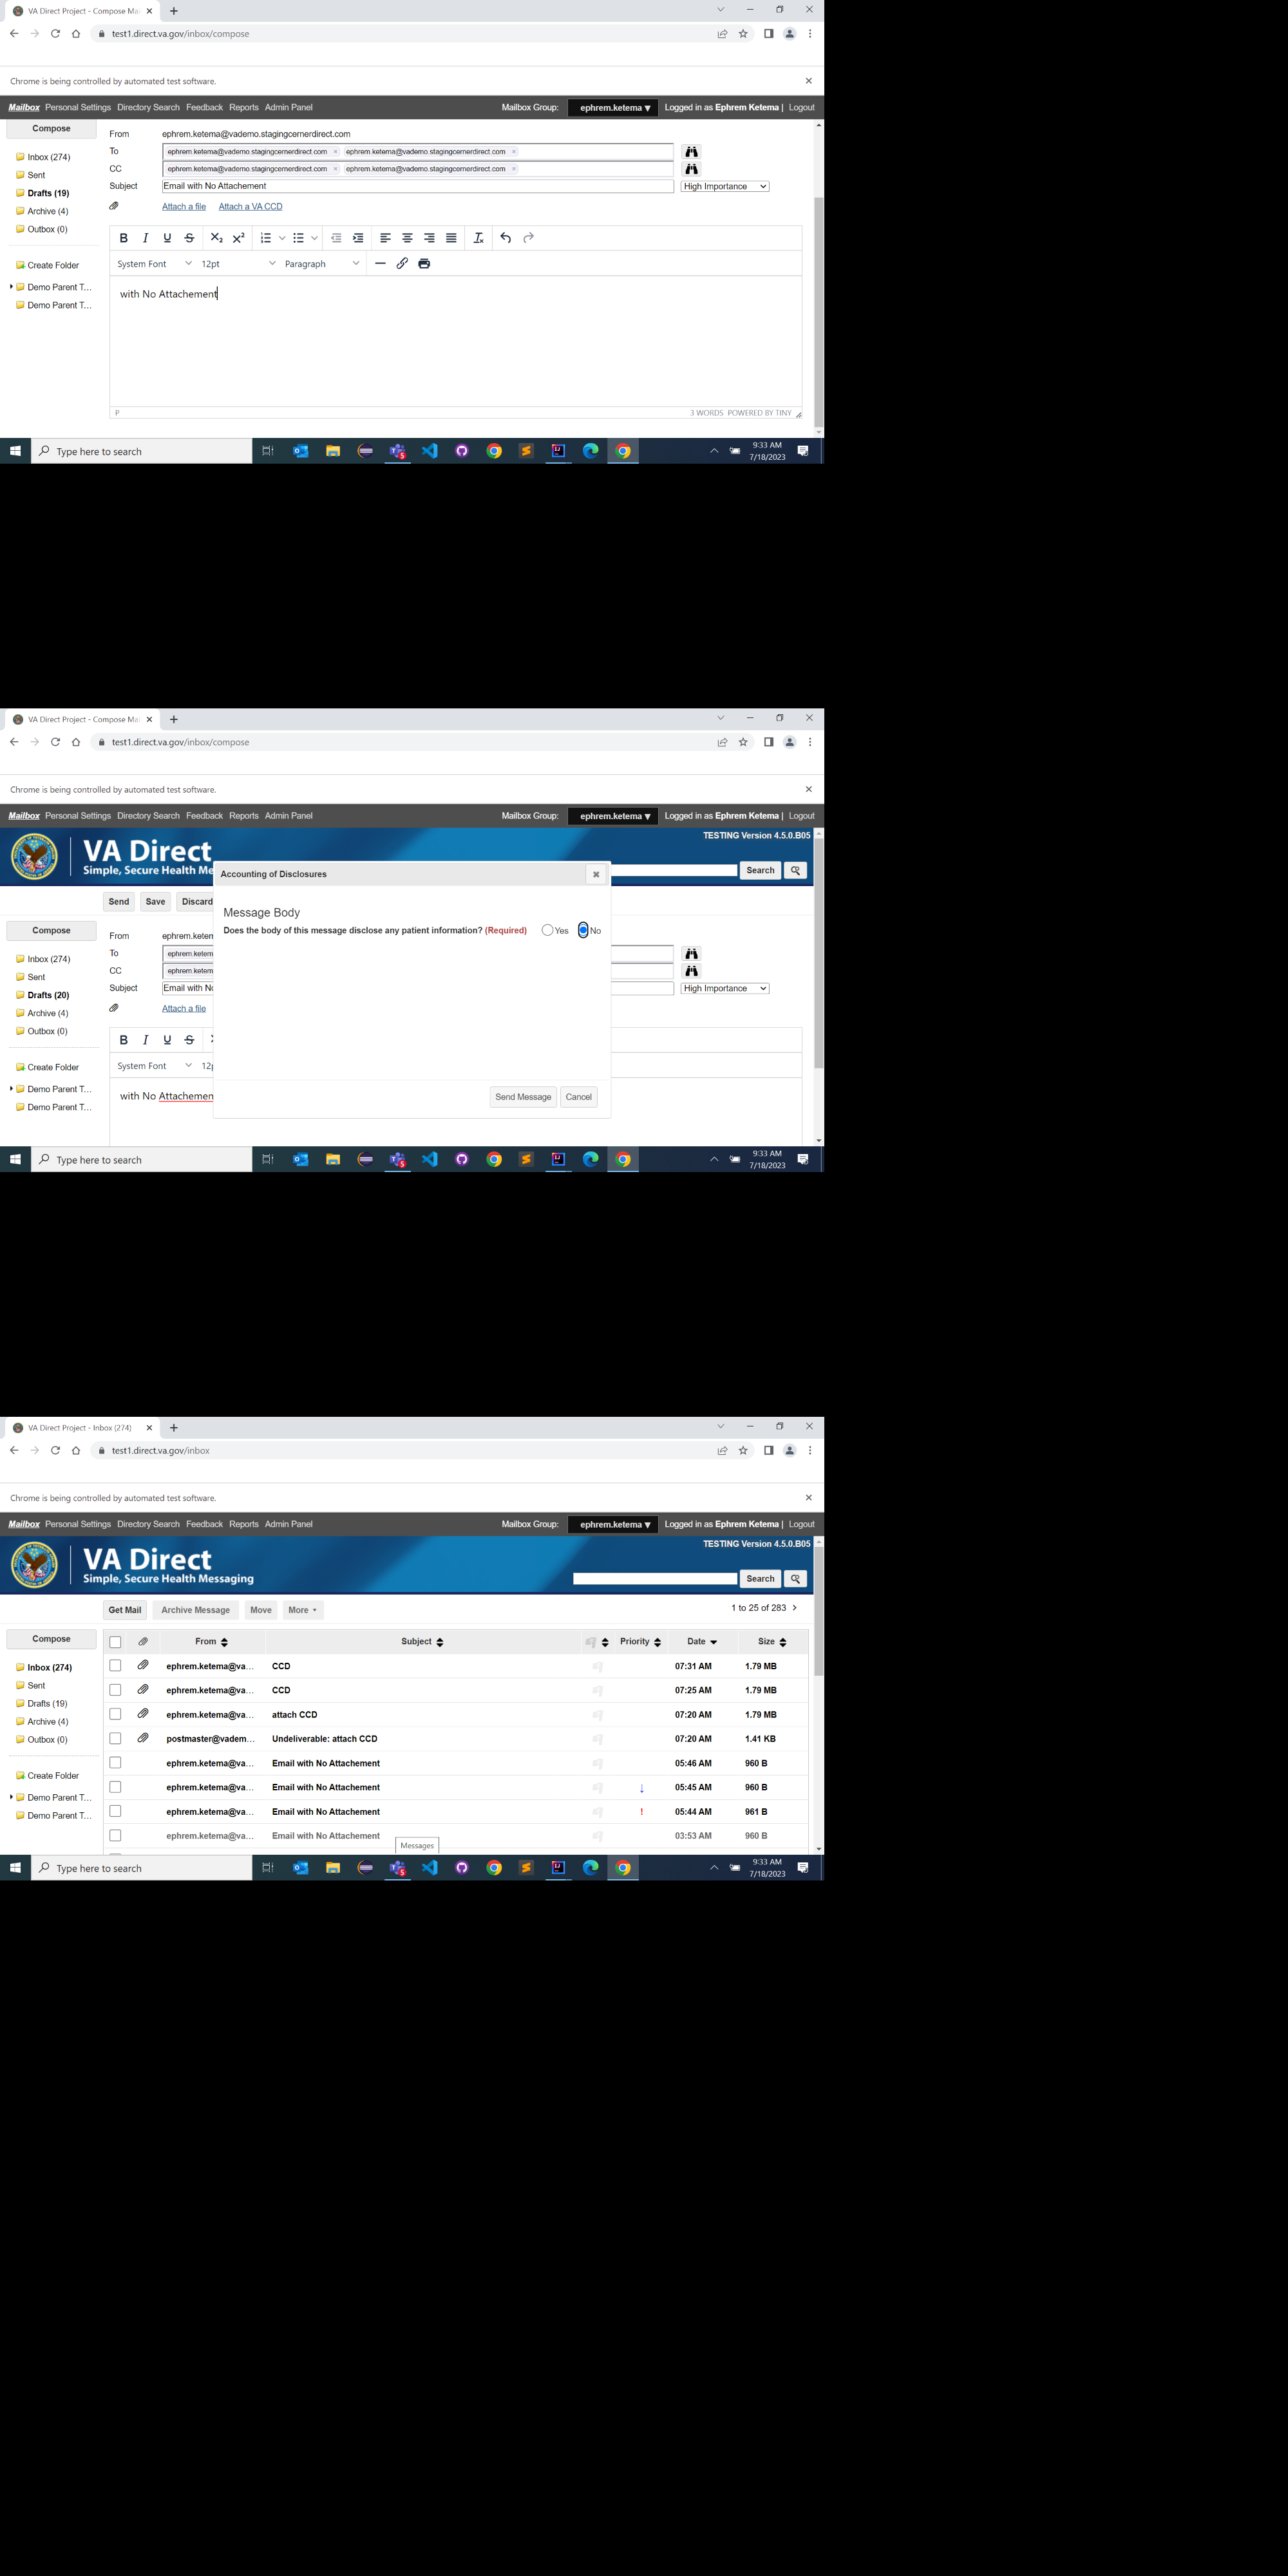 VA Direct Project - Compose Ma
test1.direct.va.gov/inbox/compose
Chrome is being controlled by automated test software.
Mailbox Personal Settings Directory Search Feedback Reports Admin Panel Mailbox Group: ephrem.ketema ▼ Logged in as Ephrem Ketema | Logout
Compose
From ephrem.ketema@vademo.stagingcernerdirect.com
To ephrem.ketema@vademo.stagingcernerdirect.com × ephrem.ketema@vademo.stagingcernerdirect.com ×
Inbox (274)
CC ephrem.ketema@vademo.stagingcernerdirect.com × ephrem.ketema@vademo.stagingcernerdirect.com ×
Sent
Subject Email with No Attachement High Importance
Drafts (19)
Attach a file Attach a VA CCD
Archive (4)
Outbox (0)
B I U S X₂ X²
System Font 12pt Paragraph
Create Folder
Demo Parent T...
with No Attachement
Demo Parent T...
P 3 WORDS POWERED BY TINY
Type here to search
9:33 AM
7/18/2023
VA Direct Project - Compose Ma
test1.direct.va.gov/inbox/compose
Chrome is being controlled by automated test software.
Mailbox Personal Settings Directory Search Feedback Reports Admin Panel Mailbox Group: ephrem.ketema ▼ Logged in as Ephrem Ketema | Logout
TESTING Version 4.5.0.B05
VA Direct
Simple, Secure Health Me
Search
Accounting of Disclosures
Send Save Discard
Message Body
Does the body of this message disclose any patient information? (Required) Yes No
Compose
From ephrem.keter
To ephrem.ketem
Inbox (274)
CC ephrem.ketem
Sent
Subject Email with No High Importance
Drafts (20)
Attach a file
Archive (4)
Outbox (0)
B I U S
System Font 12p
Create Folder
Demo Parent T...
with No Attachemen
Send Message Cancel
Demo Parent T...
Type here to search
9:33 AM
7/18/2023
VA Direct Project - Inbox (274)
test1.direct.va.gov/inbox
Chrome is being controlled by automated test software.
Mailbox Personal Settings Directory Search Feedback Reports Admin Panel Mailbox Group: ephrem.ketema ▼ Logged in as Ephrem Ketema | Logout
TESTING Version 4.5.0.B05
VA Direct
Simple, Secure Health Messaging
Search
Get Mail Archive Message Move More 1 to 25 of 283
Compose
From Subject Priority Date Size
Inbox (274)
ephrem.ketema@va... CCD 07:31 AM 1.79 MB
Sent
ephrem.ketema@va... CCD 07:25 AM 1.79 MB
Drafts (19)
ephrem.ketema@va... attach CCD 07:20 AM 1.79 MB
Archive (4)
Outbox (0)
postmaster@vadem... Undeliverable: attach CCD 07:20 AM 1.41 KB
ephrem.ketema@va... Email with No Attachement 05:46 AM 960 B
Create Folder
ephrem.ketema@va... Email with No Attachement ↓ 05:45 AM 960 B
Demo Parent T...
ephrem.ketema@va... Email with No Attachement ! 05:44 AM 961 B
Demo Parent T...
ephrem.ketema@va... Email with No Attachement 03:53 AM 960 B
Messages
Type here to search
9:33 AM
7/18/2023